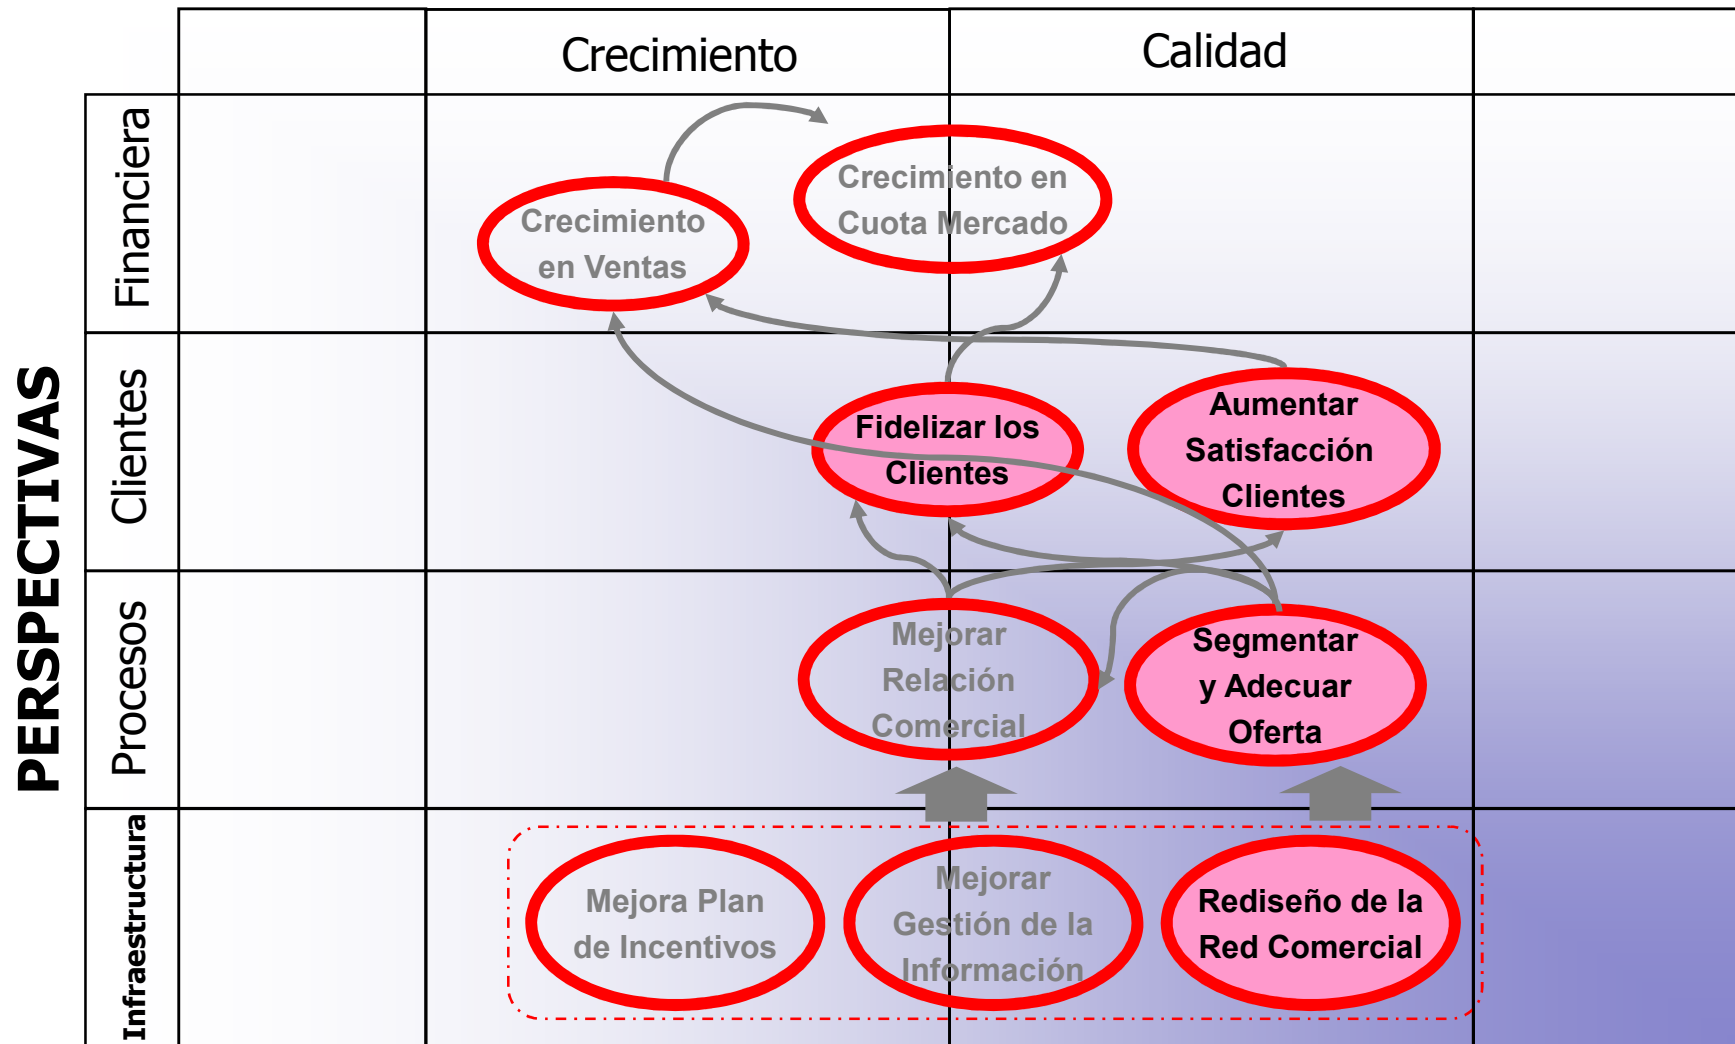 Crecimiento
Calidad
PERSPECTIVAS
Financiera
Crecimiento
en Ventas
Crecimiento en
Cuota Mercado
Clientes
Fidelizar los
Clientes
Aumentar
Satisfacción
Clientes
Procesos
Mejorar
Relación
Comercial
Segmentar
y Adecuar
Oferta
Infraestructura
Mejora Plan
de Incentivos
Mejorar
Gestión de la
Información
Rediseño de la
Red Comercial